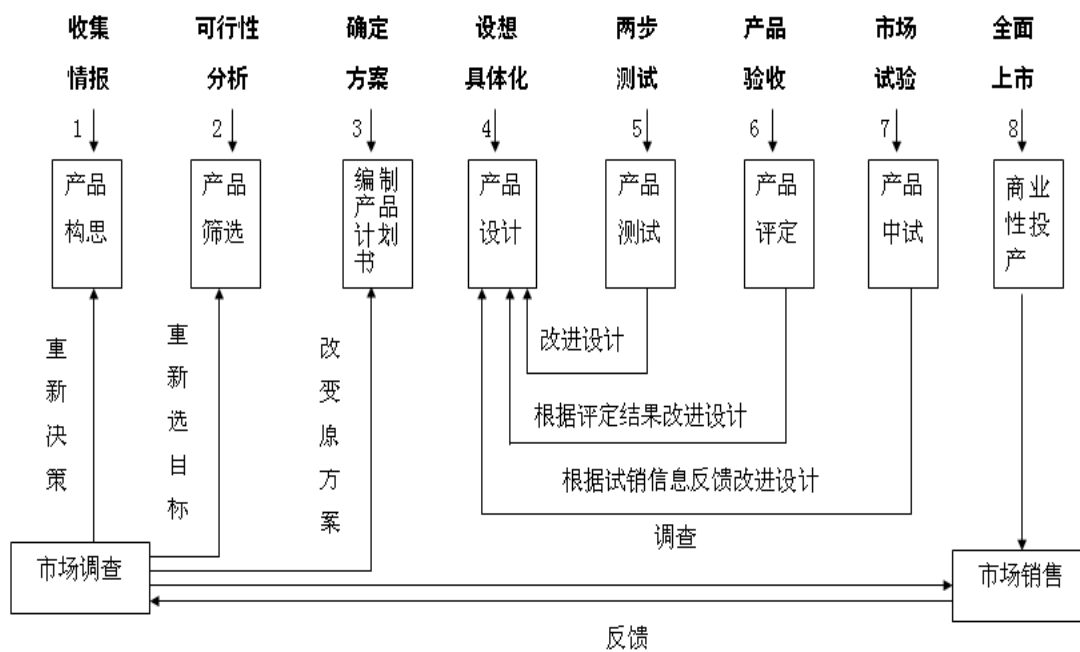 收集 可行性 确定 设想 两步 产品 市场 全面
情报 分析 方案 具体化 测试 验收 试验 上市
1 2 3 4 5 6 7 8
产品
构思
产品
筛选
编制
产品
计划
书
产品
设计
产品
测试
产品
评定
产品
中试
商业
性投
产
重新决策
重新选目标
改变原方案
改进设计
根据评定结果改进设计
根据试销信息反馈改进设计
调查
市场调查
市场销售
反馈